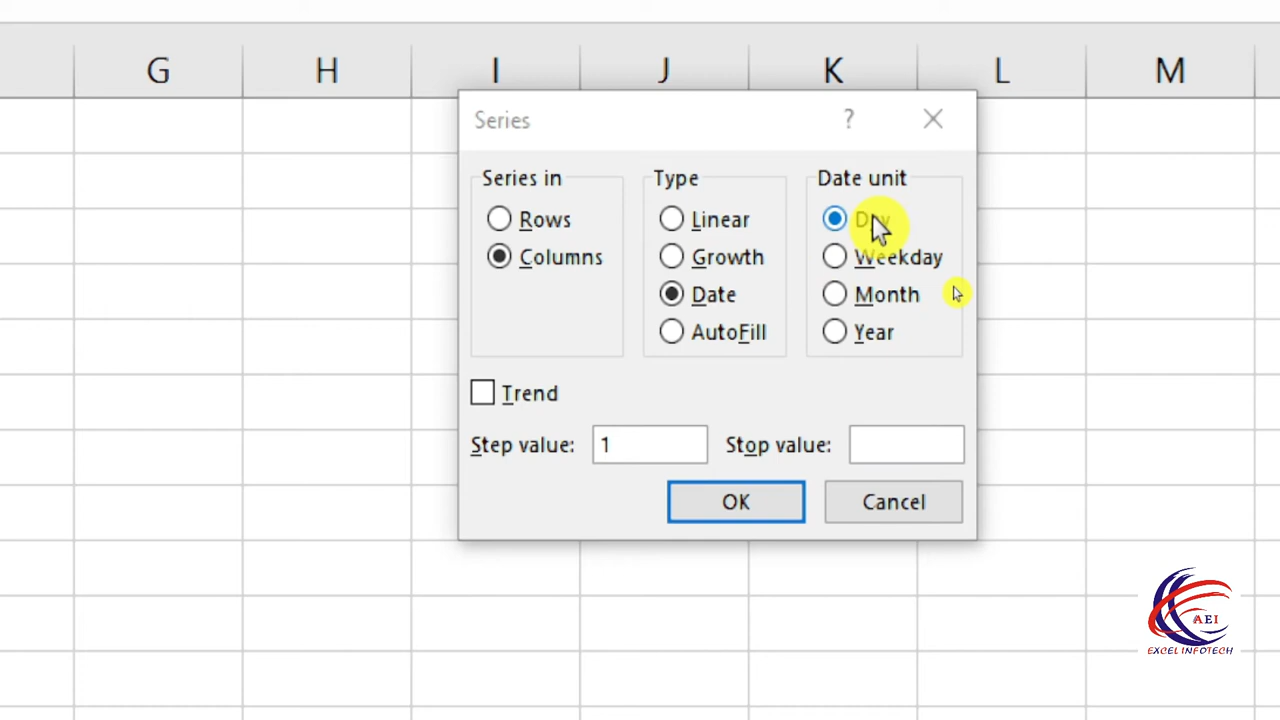 G H I J K L M
Series ?
Series in Type Date unit
Rows Linear Day
Columns Growth Weekday
Date Month
AutoFill Year
Trend
Step value: 1 Stop value:
OK Cancel
AEI
EXCEL INFOTECH